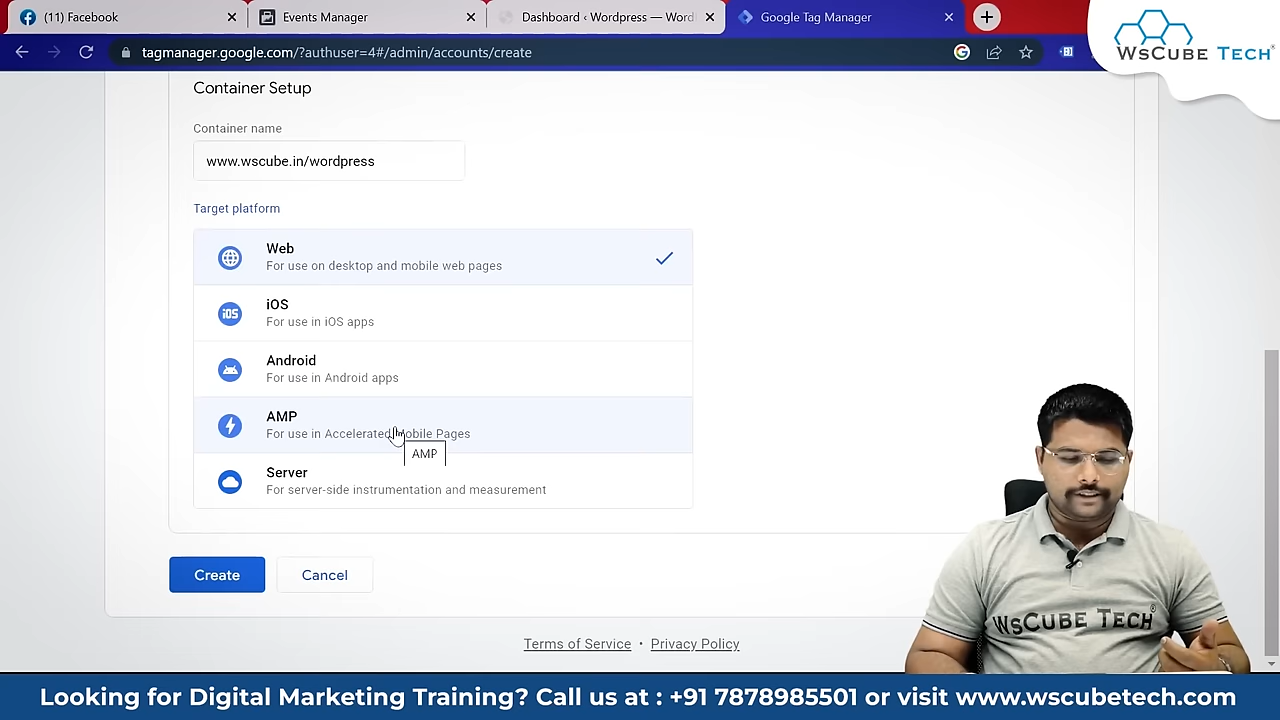 (11) Facebook
Events Manager
Dashboard ‹ Wordpress — Word
Google Tag Manager
WsCube Tech®
tagmanager.google.com/?authuser=4#/admin/accounts/create
Container Setup
Container name
www.wscube.in/wordpress
Target platform
Web
For use on desktop and mobile web pages
iOS
iOS
For use in iOS apps
Android
For use in Android apps
AMP
For use in Accelerated Mobile Pages
AMP
Server
For server-side instrumentation and measurement
Create
Cancel
WsCube Tech®
Terms of Service • Privacy Policy
Looking for Digital Marketing Training? Call us at : +91 7878985501 or visit www.wscubetech.com